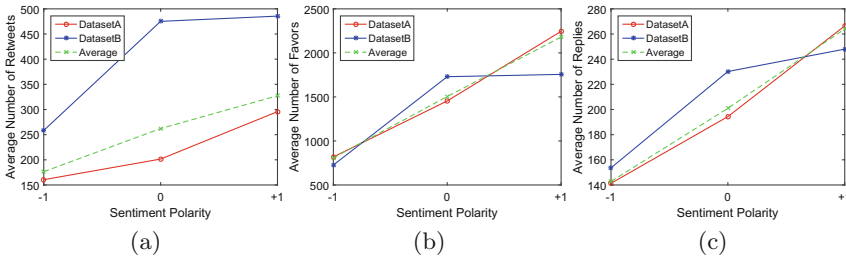 500
450
400
350
300
250
200
150
Average Number of Retweets
DatasetA
DatasetB
Average
-1
0
+1
Sentiment Polarity
(a)
2500
2000
1500
1000
500
Average Number of Favors
DatasetA
DatasetB
Average
-1
0
+1
Sentiment Polarity
(b)
280
260
240
220
200
180
160
140
Average Number of Replies
DatasetA
DatasetB
Average
-1
0
+
Sentiment Polarity
(c)